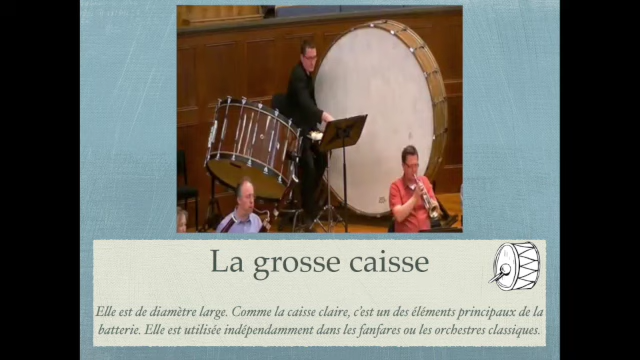 La grosse caisse
Elle est de diamètre large. Comme la caisse claire, c'est un des éléments principaux de la
batterie. Elle est utilisée indépendamment dans les fanfares ou les orchestres classiques.